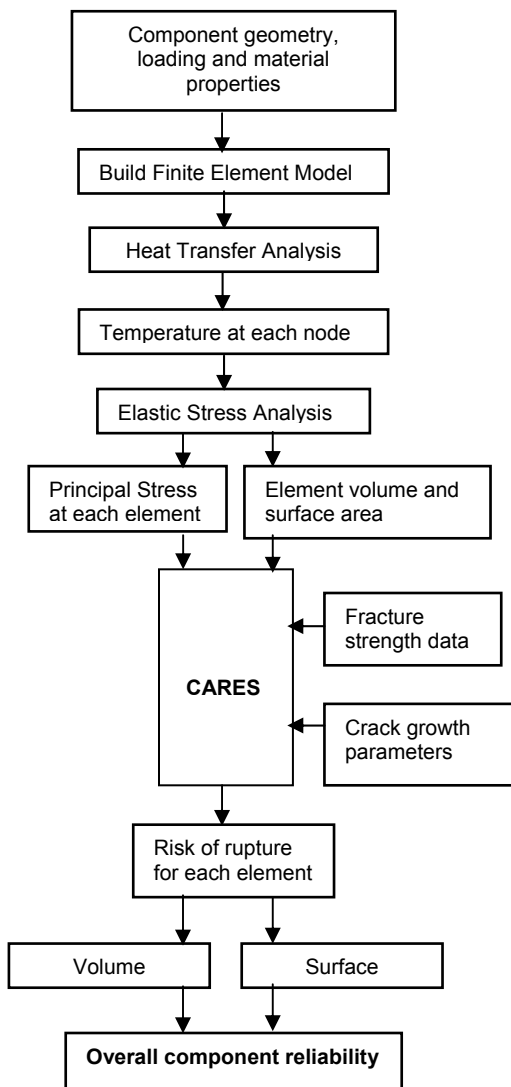 Component geometry,
loading and material
properties
Build Finite Element Model
Heat Transfer Analysis
Temperature at each node
Elastic Stress Analysis
Principal Stress
at each element
Element volume and
surface area
Fracture
strength data
CARES
Crack growth
parameters
Risk of rupture
for each element
Volume
Surface
Overall component reliability